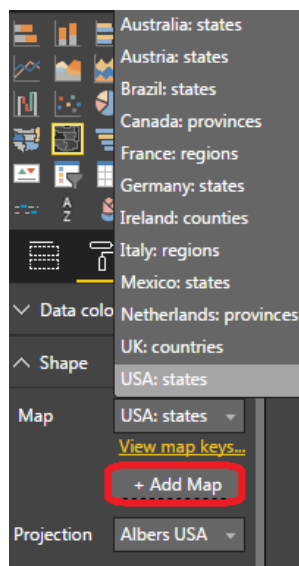 Australia: states
Austria: states
Brazil: states
Canada: provinces
France: regions
Germany: states
Ireland: counties
Italy: regions
Mexico: states
Netherlands: provinces
UK: countries
USA: states
Data colo
Shape
Map USA: states
View map keys...
+ Add Map
Projection Albers USA